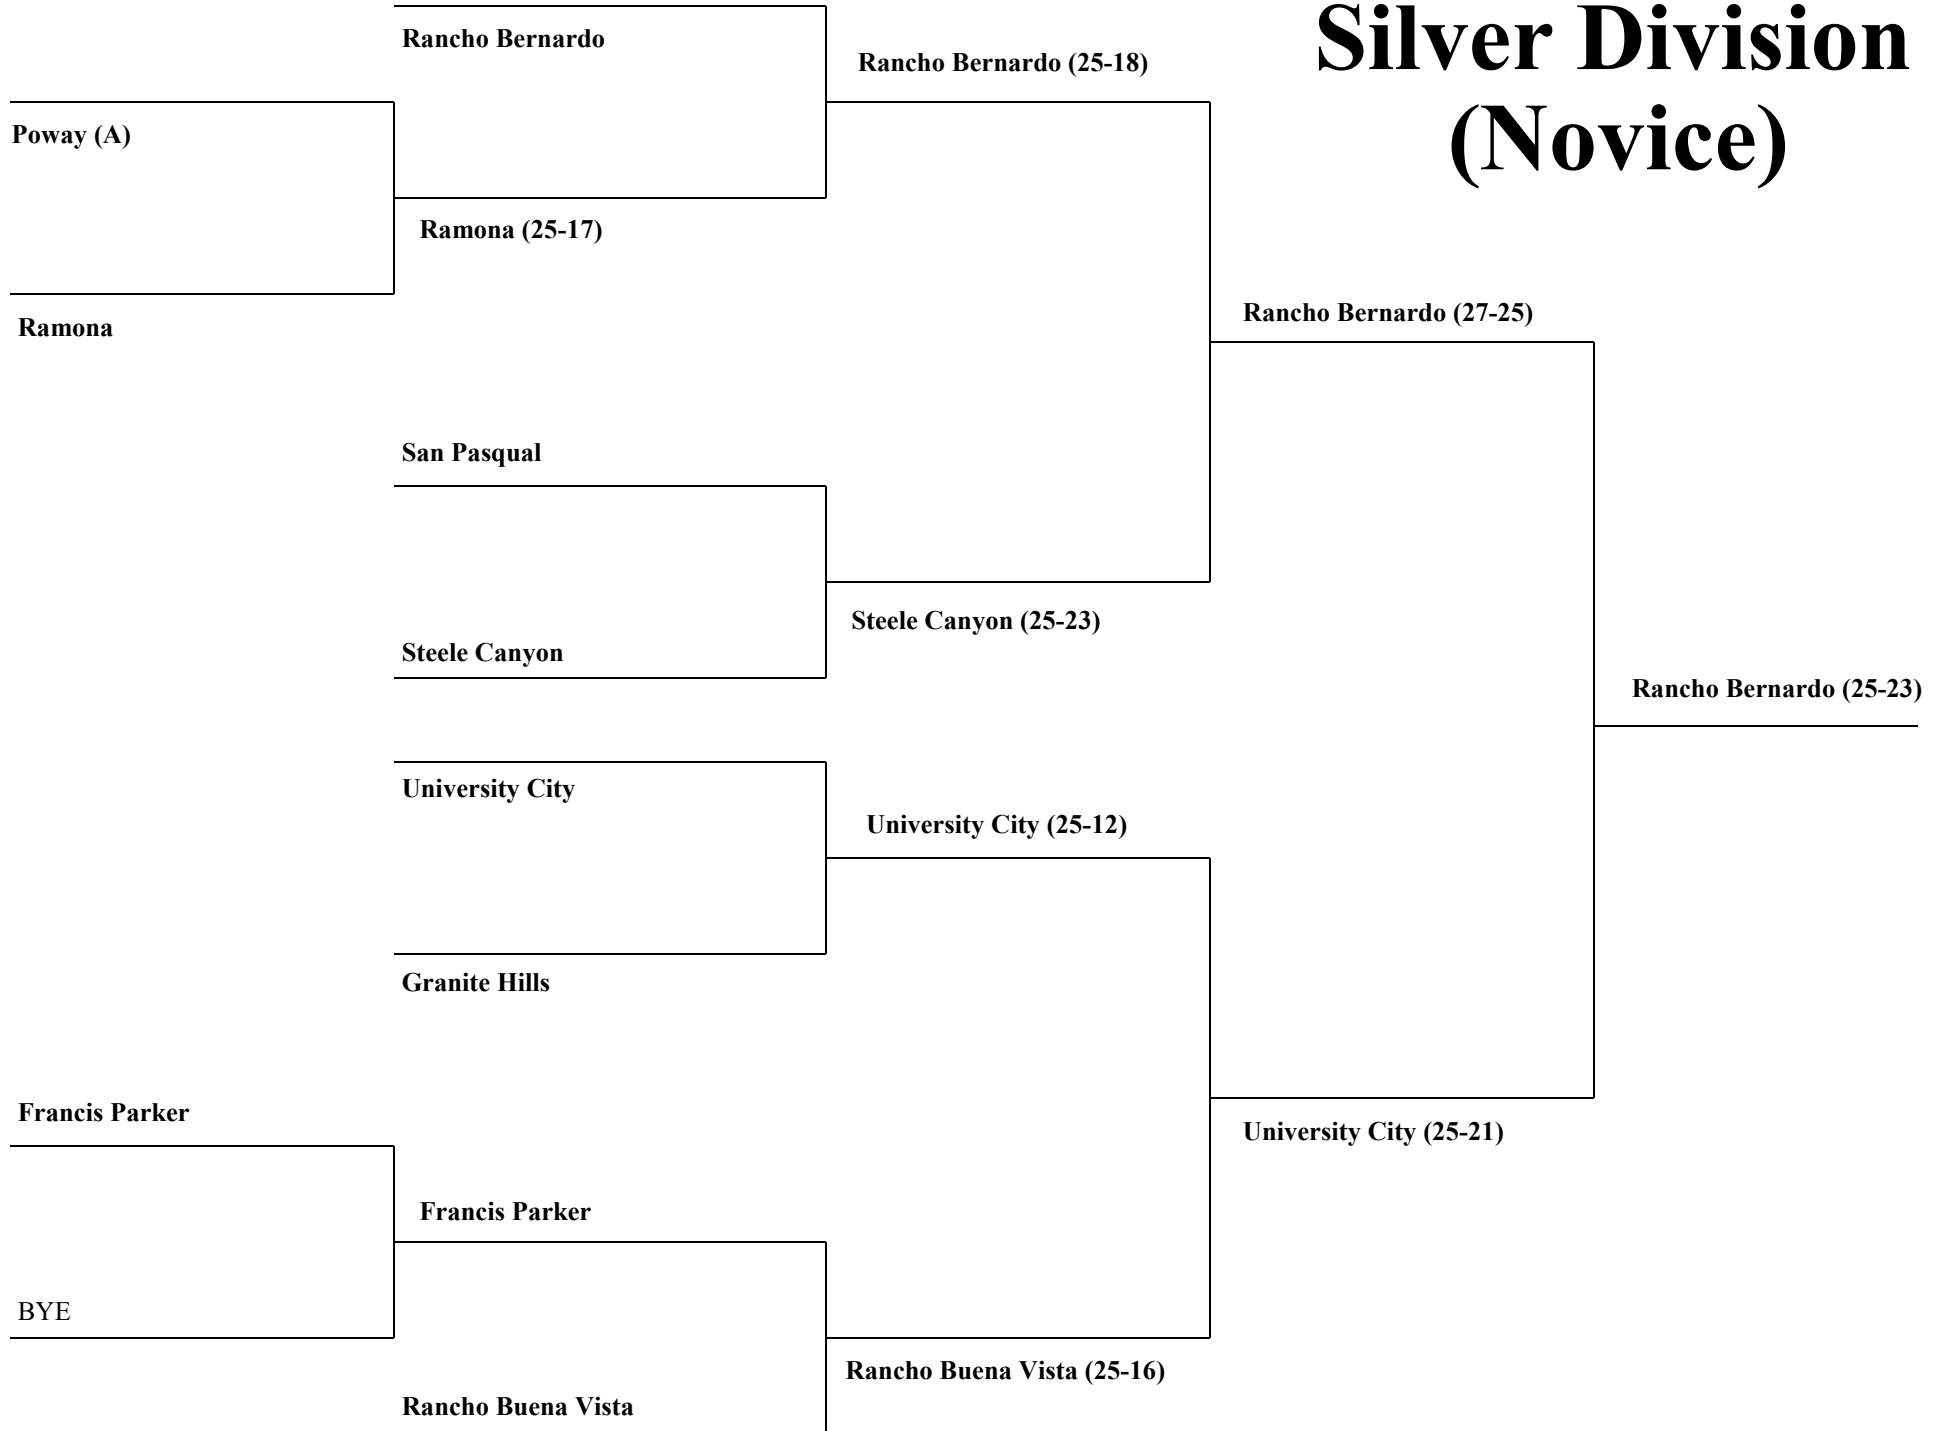 Silver Division
(Novice)
Rancho Bernardo
Rancho Bernardo (25-18)
Poway (A)
Ramona (25-17)
Rancho Bernardo (27-25)
Ramona
San Pasqual
Steele Canyon (25-23)
Steele Canyon
Rancho Bernardo (25-23)
University City
University City (25-12)
Granite Hills
Francis Parker
University City (25-21)
Francis Parker
BYE
Rancho Buena Vista (25-16)
Rancho Buena Vista